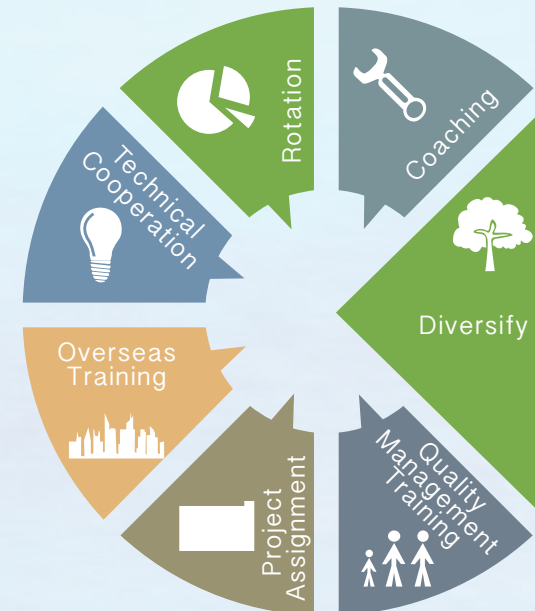 Rotation
Coaching
Technical
Cooperation
Diversify
Overseas
Training
Project
Assignment
Quality
Management
Training